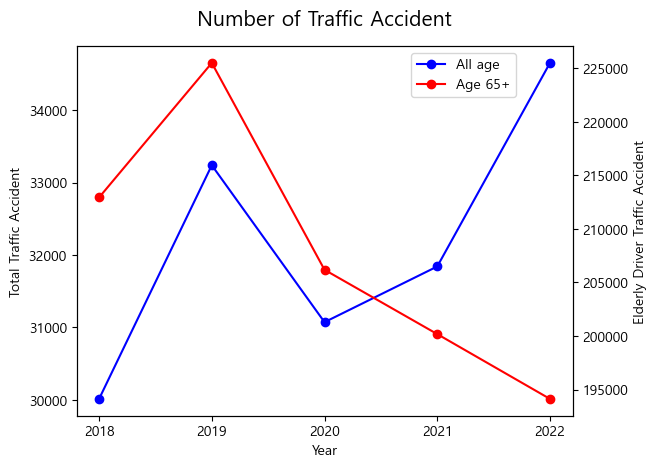 Number of Traffic Accident
All age
Age 65+
34000
33000
32000
31000
30000
Total Traffic Accident
225000
220000
215000
210000
205000
200000
195000
Elderly Driver Traffic Accident
2018 2019 2020 2021 2022
Year